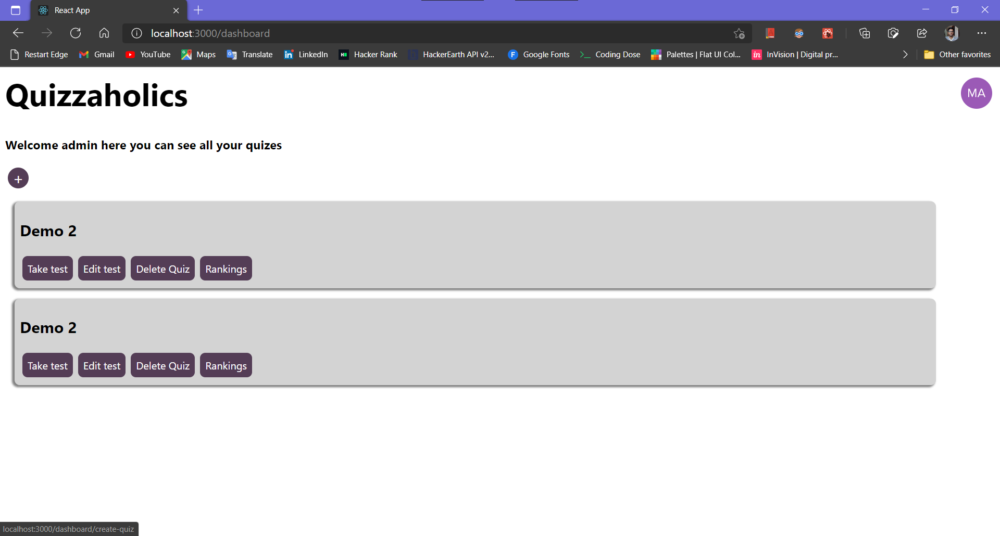 React App
localhost:3000/dashboard
Restart Edge Gmail YouTube Maps Translate LinkedIn Hacker Rank HackerEarth API v2... Google Fonts Coding Dose Palettes | Flat UI Col... InVision | Digital pr... Other favorites
Quizzaholics
MA
Welcome admin here you can see all your quizes
+
Demo 2
Take test Edit test Delete Quiz Rankings
Demo 2
Take test Edit test Delete Quiz Rankings
localhost:3000/dashboard/create-quiz